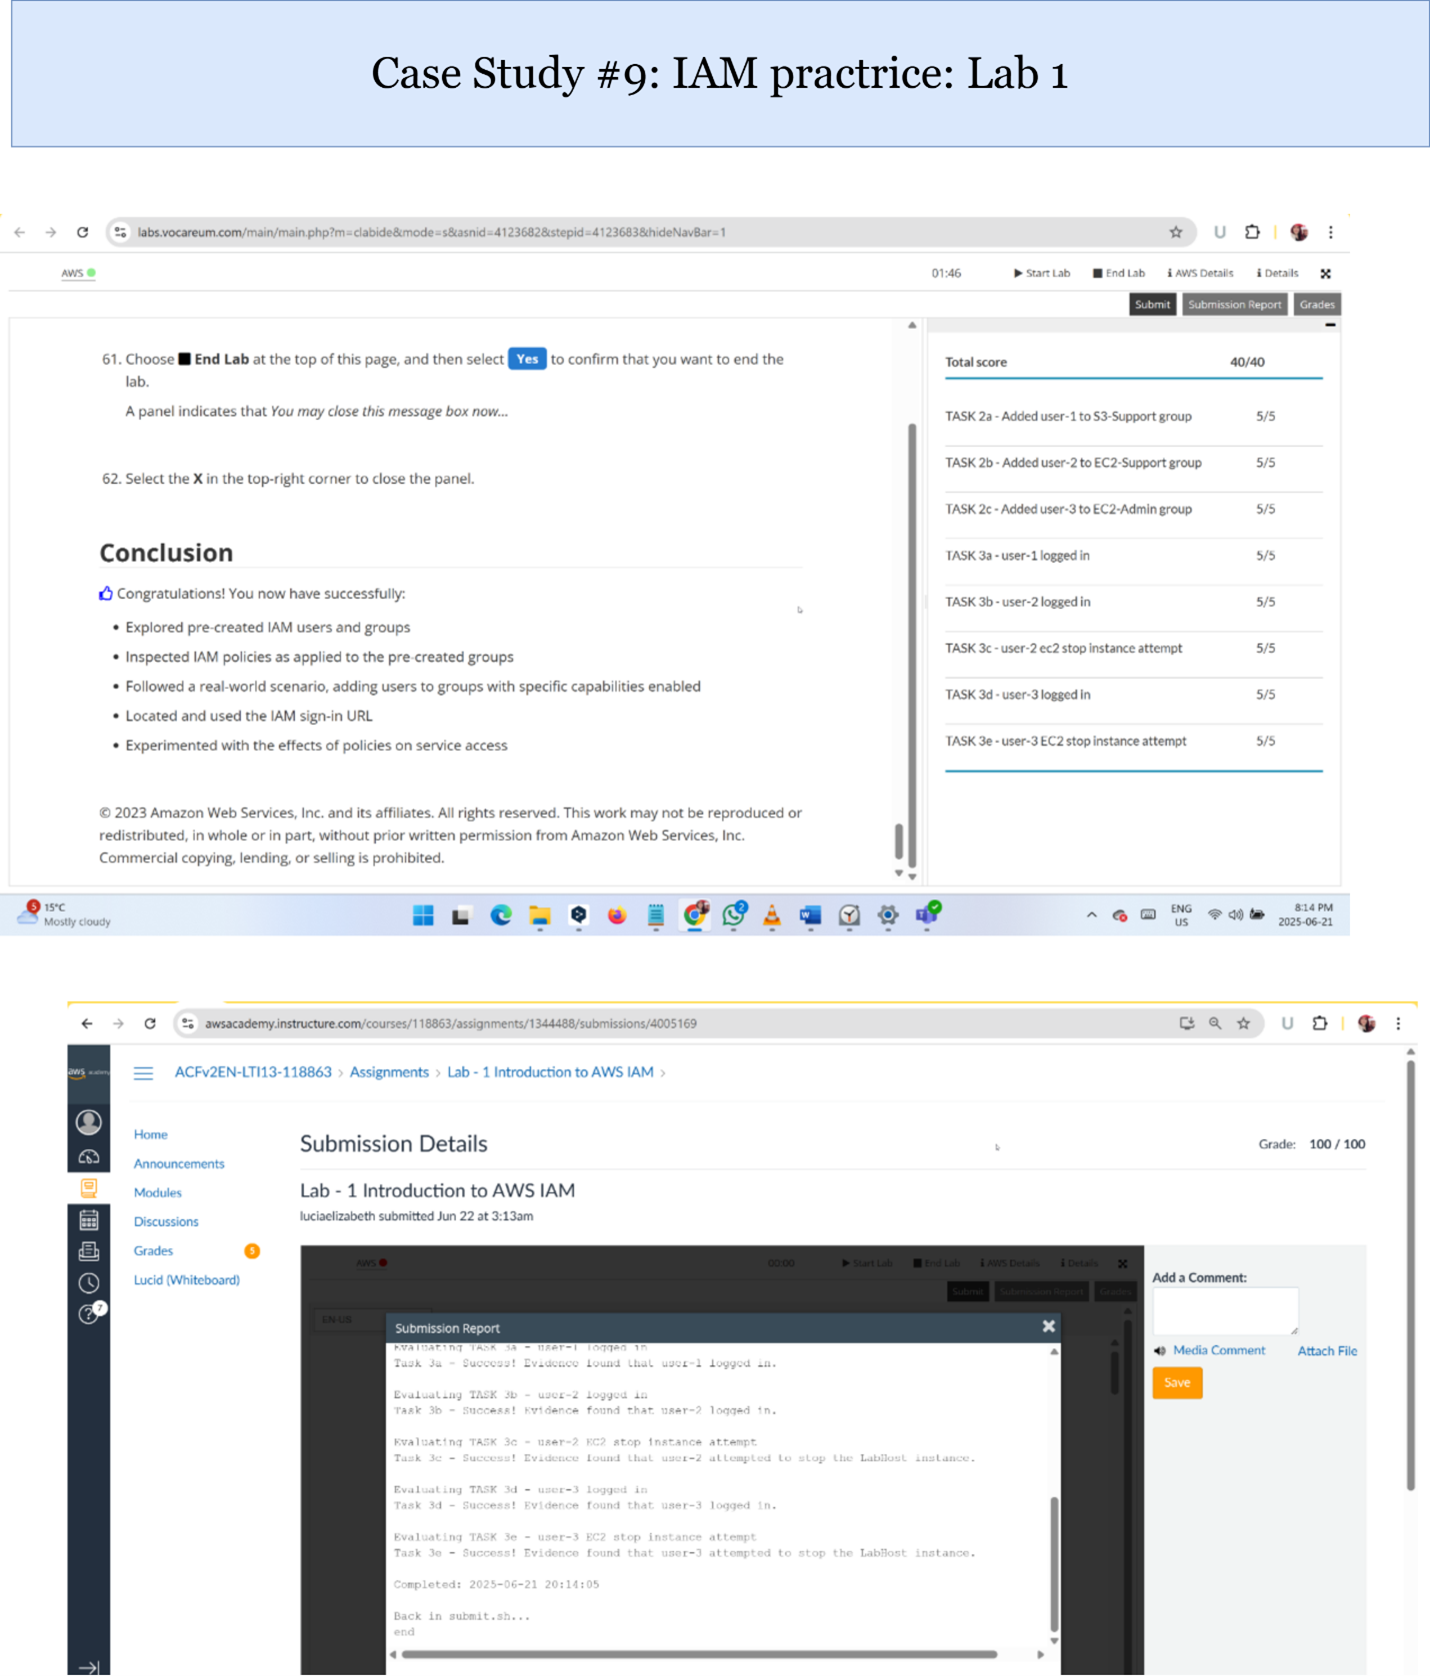 Case Study #9: IAM practrice: Lab 1
labs.vocareum.com/main/main.php?m=clabide&mode=s&asnid=4123682&stepid=4123683&hideNavBar=1
U
AWS
01:46
Start Lab
End Lab
AWS Details
Details
Submit
Submission Report
Grades
61. Choose End Lab at the top of this page, and then select Yes to confirm that you want to end the
lab.
A panel indicates that You may close this message box now...
62. Select the X in the top-right corner to close the panel.
Conclusion
Congratulations! You now have successfully:
• Explored pre-created IAM users and groups
• Inspected IAM policies as applied to the pre-created groups
• Followed a real-world scenario, adding users to groups with specific capabilities enabled
• Located and used the IAM sign-in URL
• Experimented with the effects of policies on service access
© 2023 Amazon Web Services, Inc. and its affiliates. All rights reserved. This work may not be reproduced or
redistributed, in whole or in part, without prior written permission from Amazon Web Services, Inc.
Commercial copying, lending, or selling is prohibited.
Total score 40/40
TASK 2a - Added user-1 to S3-Support group 5/5
TASK 2b - Added user-2 to EC2-Support group 5/5
TASK 2c - Added user-3 to EC2-Admin group 5/5
TASK 3a - user-1 logged in 5/5
TASK 3b - user-2 logged in 5/5
TASK 3c - user-2 ec2 stop instance attempt 5/5
TASK 3d - user-3 logged in 5/5
TASK 3e - user-3 EC2 stop instance attempt 5/5
5
15°C
Mostly cloudy
2
ENG
US
8:14 PM
2025-06-21
awsacademy.instructure.com/courses/118863/assignments/1344488/submissions/4005169
U
aws academy
ACFv2EN-LTI13-118863 > Assignments > Lab - 1 Introduction to AWS IAM >
Home
Announcements
Modules
Discussions
Grades 5
Lucid (Whiteboard)
7
Submission Details
Grade: 100 / 100
Lab - 1 Introduction to AWS IAM
luciaelizabeth submitted Jun 22 at 3:13am
AWS
00:00
Start Lab
End Lab
AWS Details
Details
Submit
Submission Report
Grades
EN-US
Submission Report
Evaluating TASK 3a - user-1 logged in
Task 3a - Success! Evidence found that user-1 logged in.
Evaluating TASK 3b - user-2 logged in
Task 3b - Success! Evidence found that user-2 logged in.
Evaluating TASK 3c - user-2 EC2 stop instance attempt
Task 3c - Success! Evidence found that user-2 attempted to stop the LabHost instance.
Evaluating TASK 3d - user-3 logged in
Task 3d - Success! Evidence found that user-3 logged in.
Evaluating TASK 3e - user-3 EC2 stop instance attempt
Task 3e - Success! Evidence found that user-3 attempted to stop the LabHost instance.
Completed: 2025-06-21 20:14:05
Back in submit.sh...
end
Add a Comment:
Media Comment
Attach File
Save